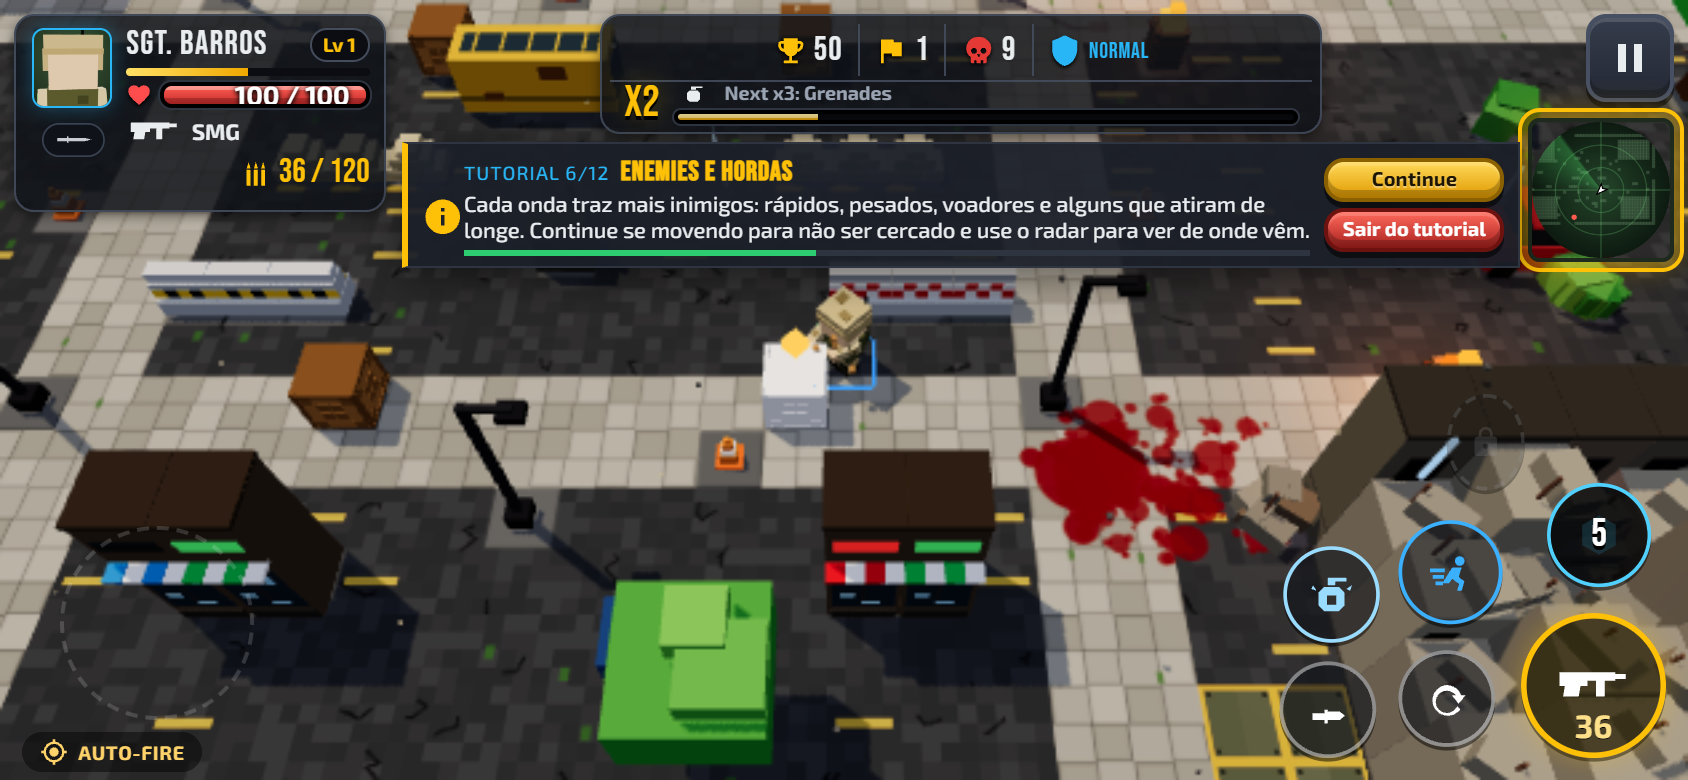 SGT. BARROS
Lv 1
100 / 100
SMG
36 / 120
50
1
9
NORMAL
X2
Next x3: Grenades
TUTORIAL 6/12 ENEMIES E HORDAS
Cada onda traz mais inimigos: rápidos, pesados, voadores e alguns que atiram de
longe. Continue se movendo para não ser cercado e use o radar para ver de onde vêm.
Continue
Sair do tutorial
5
36
AUTO-FIRE